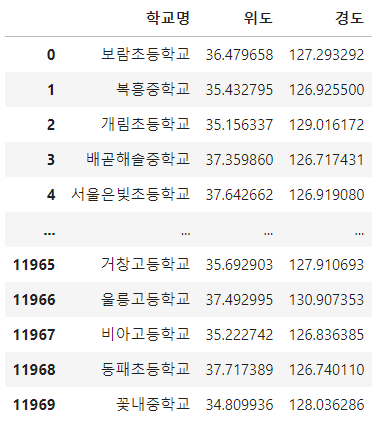 학교명 위도 경도
0 보람초등학교 36.479658 127.293292
1 복흥중학교 35.432795 126.925500
2 개림초등학교 35.156337 129.016172
3 배곧해솔중학교 37.359860 126.717431
4 서울은빛초등학교 37.642662 126.919080
... ... ... ...
11965 거창고등학교 35.692903 127.910693
11966 울릉고등학교 37.492995 130.907353
11967 비아고등학교 35.222742 126.836385
11968 동패초등학교 37.717389 126.740110
11969 꽃내중학교 34.809936 128.036286